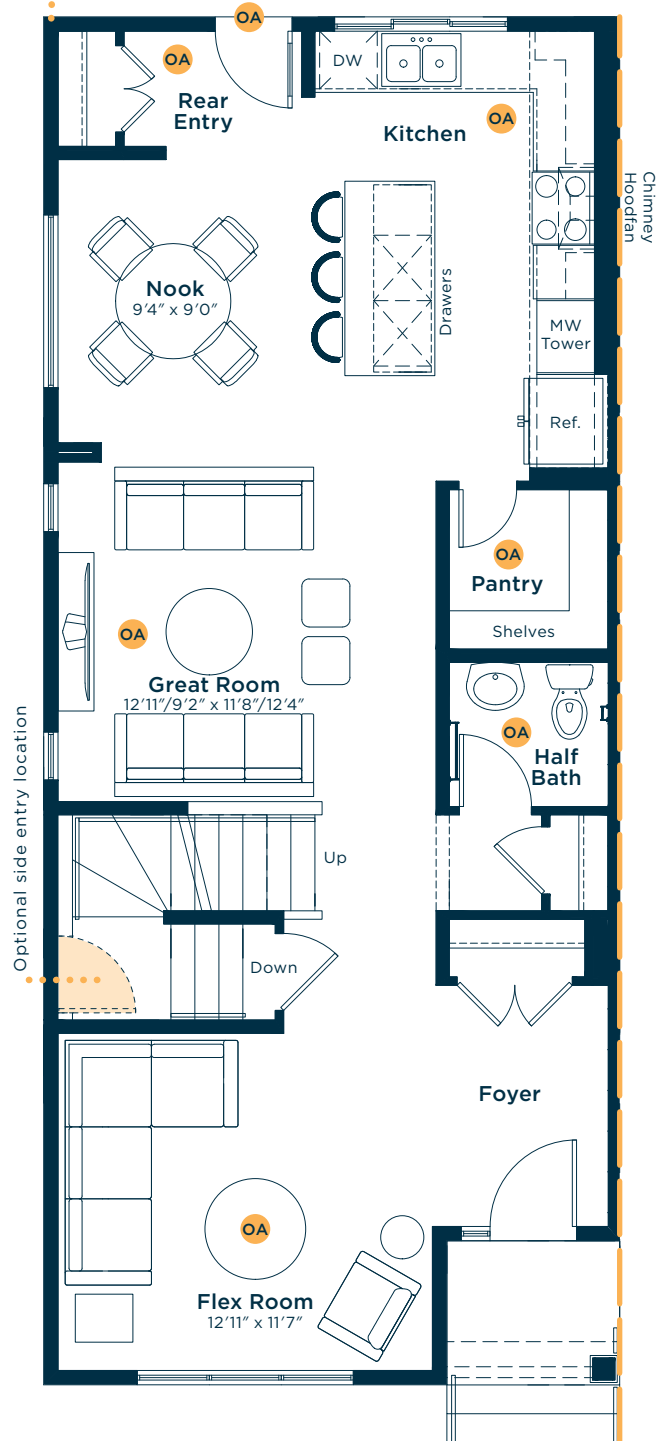 OA
OA
DW
Rear
Entry
OA
Kitchen
Chimney
Hoodfan
Nook
9'4" x 9'0"
Drawers
MW
Tower
Ref.
OA
Pantry
Shelves
OA
Great Room
12'11"/9'2" x 11'8"/12'4"
OA
Half
Bath
Optional side entry location
Up
Down
Foyer
OA
Flex Room
12'11" x 11'7"